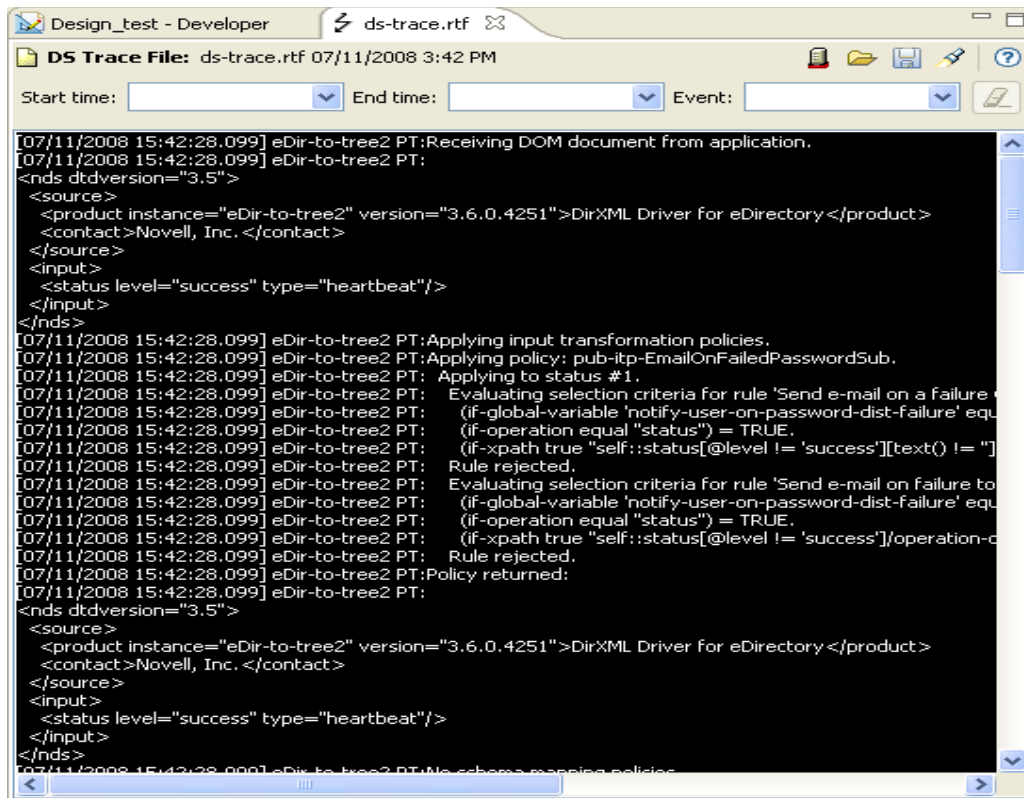 Design_test - Developer
ds-trace.rtf
DS Trace File: ds-trace.rtf 07/11/2008 3:42 PM
Start time: End time: Event:
[07/11/2008 15:42:28.099] eDir-to-tree2 PT:Receiving DOM document from application.
[07/11/2008 15:42:28.099] eDir-to-tree2 PT:
<nds dtdversion="3.5">
<source>
<product instance="eDir-to-tree2" version="3.6.0.4251">DirXML Driver for eDirectory</product>
<contact>Novell, Inc.</contact>
</source>
<input>
<status level="success" type="heartbeat"/>
</input>
</nds>
[07/11/2008 15:42:28.099] eDir-to-tree2 PT:Applying input transformation policies.
[07/11/2008 15:42:28.099] eDir-to-tree2 PT:Applying policy: pub-itp-EmailOnFailedPasswordSub.
[07/11/2008 15:42:28.099] eDir-to-tree2 PT: Applying to status #1.
[07/11/2008 15:42:28.099] eDir-to-tree2 PT: Evaluating selection criteria for rule 'Send e-mail on a failure
[07/11/2008 15:42:28.099] eDir-to-tree2 PT: (if-global-variable 'notify-user-on-password-dist-failure' equ
[07/11/2008 15:42:28.099] eDir-to-tree2 PT: (if-operation equal "status") = TRUE.
[07/11/2008 15:42:28.099] eDir-to-tree2 PT: (if-xpath true "self::status[@level != 'success'][text() != '']
[07/11/2008 15:42:28.099] eDir-to-tree2 PT: Rule rejected.
[07/11/2008 15:42:28.099] eDir-to-tree2 PT: Evaluating selection criteria for rule 'Send e-mail on failure to
[07/11/2008 15:42:28.099] eDir-to-tree2 PT: (if-global-variable 'notify-user-on-password-dist-failure' equ
[07/11/2008 15:42:28.099] eDir-to-tree2 PT: (if-operation equal "status") = TRUE.
[07/11/2008 15:42:28.099] eDir-to-tree2 PT: (if-xpath true "self::status[@level != 'success']/operation-d
[07/11/2008 15:42:28.099] eDir-to-tree2 PT: Rule rejected.
[07/11/2008 15:42:28.099] eDir-to-tree2 PT:Policy returned:
[07/11/2008 15:42:28.099] eDir-to-tree2 PT:
<nds dtdversion="3.5">
<source>
<product instance="eDir-to-tree2" version="3.6.0.4251">DirXML Driver for eDirectory</product>
<contact>Novell, Inc.</contact>
</source>
<input>
<status level="success" type="heartbeat"/>
</input>
</nds>
[07/11/2008 15:42:28.099] eDir-to-tree2 PT:No schema mapping policies